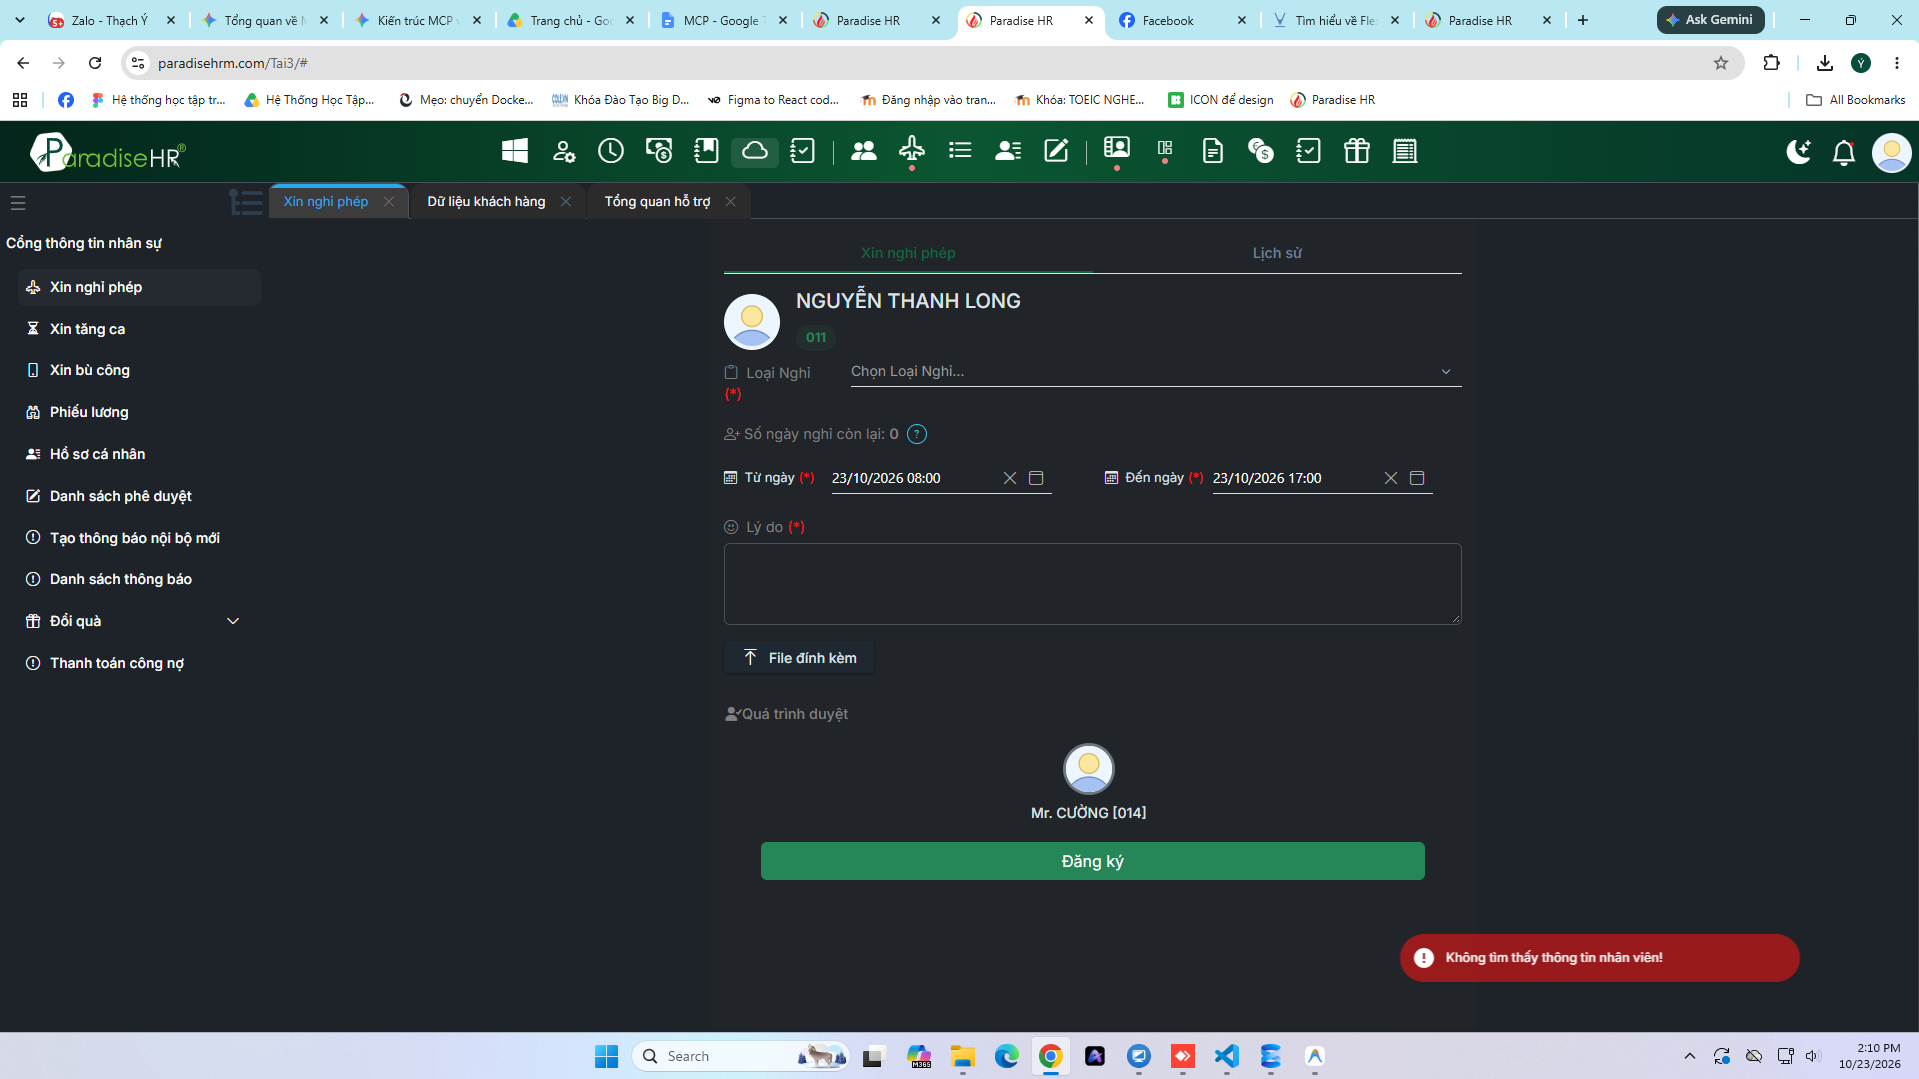 Zalo - Thạch Ý
Tổng quan về M
Kiến trúc MCP v
Trang chủ - Goo
MCP - Google T
Paradise HR
Paradise HR
Facebook
Tìm hiểu về Fle
Paradise HR
Ask Gemini
paradisehrm.com/Tai3/#
Ý
Hệ thống học tập tr...
Hệ Thống Học Tập...
Mẹo: chuyển Docke...
Khóa Đào Tạo Big D...
Figma to React cod...
Đăng nhập vào tran...
Khóa: TOEIC NGHE...
ICON để design
Paradise HR
All Bookmarks
ParadiseHR®
Xin nghỉ phép
Dữ liệu khách hàng
Tổng quan hỗ trợ
Cổng thông tin nhân sự
Xin nghỉ phép
Xin tăng ca
Xin bù công
Phiếu lương
Hồ sơ cá nhân
Danh sách phê duyệt
Tạo thông báo nội bộ mới
Danh sách thông báo
Đổi quà
Thanh toán công nợ
Xin nghỉ phép
Lịch sử
NGUYỄN THANH LONG
011
Loại Nghỉ (*)
Chọn Loại Nghỉ...
Số ngày nghỉ còn lại: 0 ?
Từ ngày (*) 23/10/2026 08:00
Đến ngày (*) 23/10/2026 17:00
Lý do (*)
File đính kèm
Quá trình duyệt
Mr. CƯỜNG [014]
Đăng ký
Không tìm thấy thông tin nhân viên!
Search
M365
2:10 PM
10/23/2026